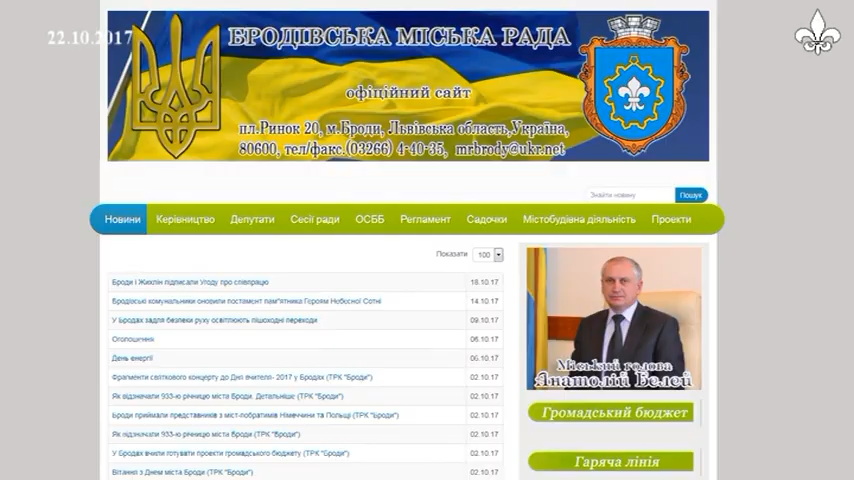 22.10.2017
БРОДІВСЬКА МІСЬКА РАДА
офіційний сайт
пл.Ринок 20, м.Броди, Львівська область,Україна,
80600, тел/факс.(03266) 4-40-35, mrbrody@ukr.net
Знайти новину
Пошук
Новини Керівництво Депутати Сесії ради ОСББ Регламент Садочки Містобудівна діяльність Проекти
Показати 100
Броди і Жихлін підписали Угоду про співпрацю 18.10.17
Бродівські комунальники оновили постамент пам"ятника Героям Небесної Сотні 14.10.17
У Бродах задля безпеки руху освітлюють пішохідні переходи 09.10.17
Оголошення 06.10.17
День енергії 06.10.17
Фрагменти святкового концерту до Дня вчителя- 2017 у Бродах (ТРК "Броди") 02.10.17
Як відзначали 933-ю річницю міста Броди. Детальніше (ТРК "Броди") 02.10.17
Броди приймали представників з міст-побратимів Німеччини та Польщі (ТРК "Броди") 02.10.17
Як відзначали 933-ю річницю міста Броди (ТРК "Броди") 02.10.17
У Бродах вчили готувати проекти громадського бюджету (ТРК "Броди") 02.10.17
Вітання з Днем міста Броди (ТРК "Броди") 02.10.17
Міський голова
Анатолій Белей
Громадський бюджет
Гаряча лінія